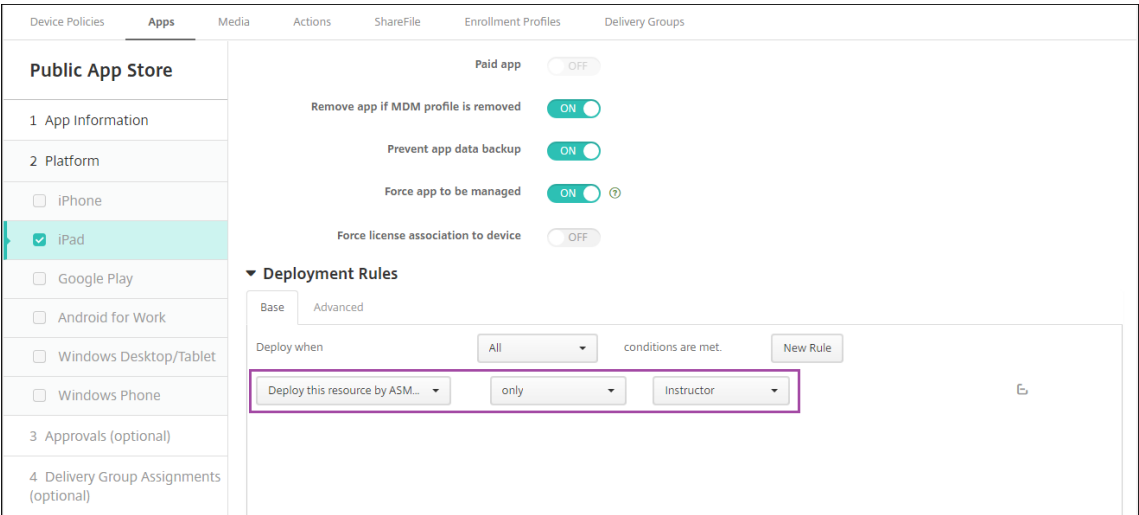 Device Policies Apps Media Actions ShareFile Enrollment Profiles Delivery Groups
Public App Store
1 App Information
2 Platform
iPhone
iPad
Google Play
Android for Work
Windows Desktop/Tablet
Windows Phone
3 Approvals (optional)
4 Delivery Group Assignments
(optional)
Paid app OFF
Remove app if MDM profile is removed ON
Prevent app data backup ON
Force app to be managed ON ?
Force license association to device OFF
Deployment Rules
Base Advanced
Deploy when All conditions are met. New Rule
Deploy this resource by ASM... only Instructor